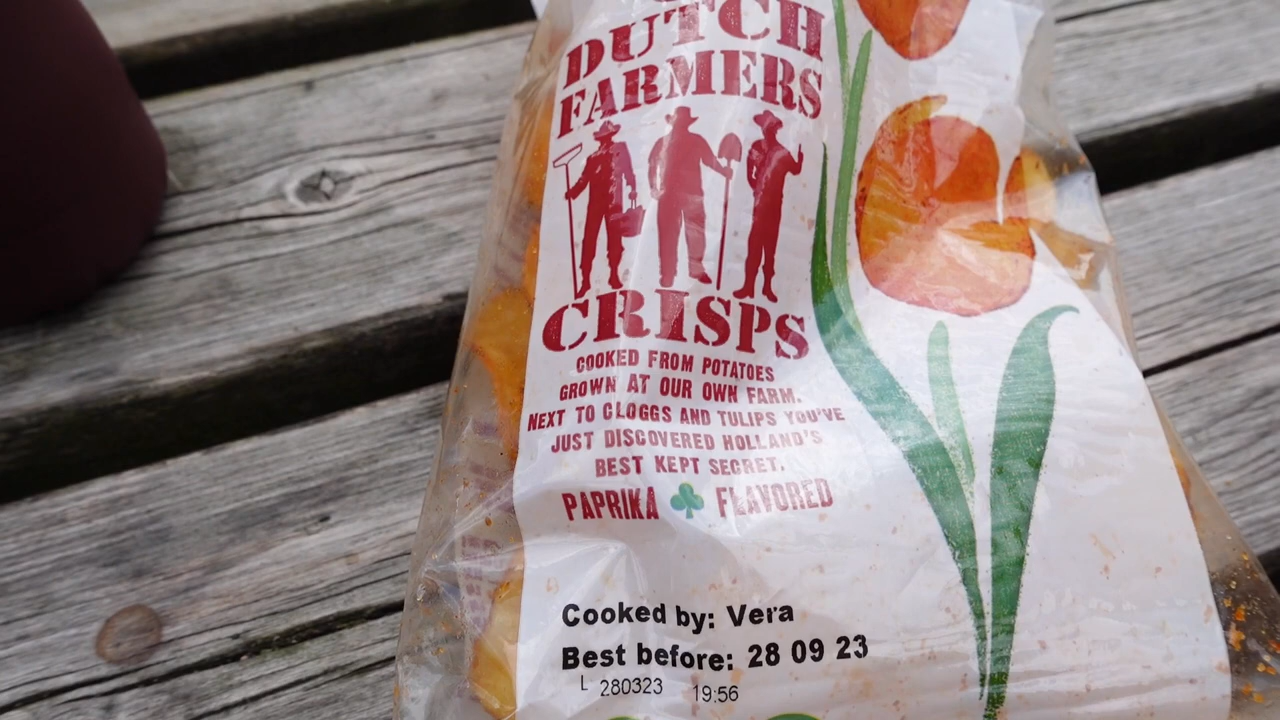 DUTCH
FARMERS
CRISPS
COOKED FROM POTATOES
GROWN AT OUR OWN FARM.
NEXT TO CLOGGS AND TULIPS YOU'VE
JUST DISCOVERED HOLLAND'S
BEST KEPT SECRET.
PAPRIKA FLAVORED
Cooked by: Vera
Best before: 28 09 23
L 280323 19:56